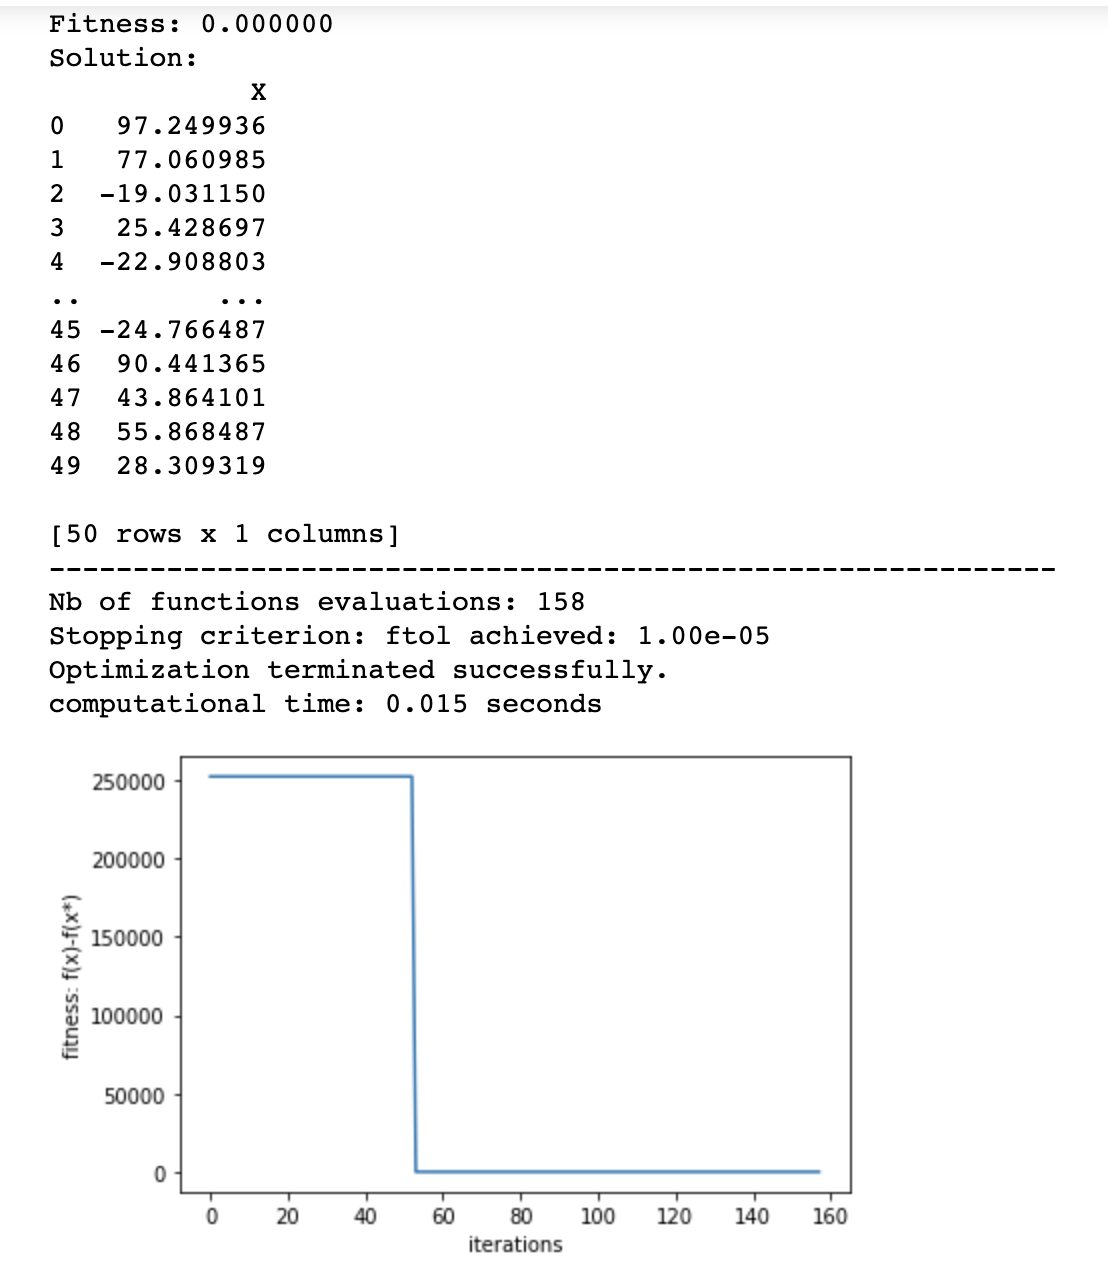 Fitness: 0.000000
Solution:
X
0 97.249936
1 77.060985
2 -19.031150
3 25.428697
4 -22.908803
.. ...
45 -24.766487
46 90.441365
47 43.864101
48 55.868487
49 28.309319
[50 rows x 1 columns]
------------------------------------------------------------
Nb of functions evaluations: 158
Stopping criterion: ftol achieved: 1.00e-05
Optimization terminated successfully.
computational time: 0.015 seconds
250000
200000
150000
100000
50000
0
fitness: f(x)-f(x*)
0 20 40 60 80 100 120 140 160
iterations